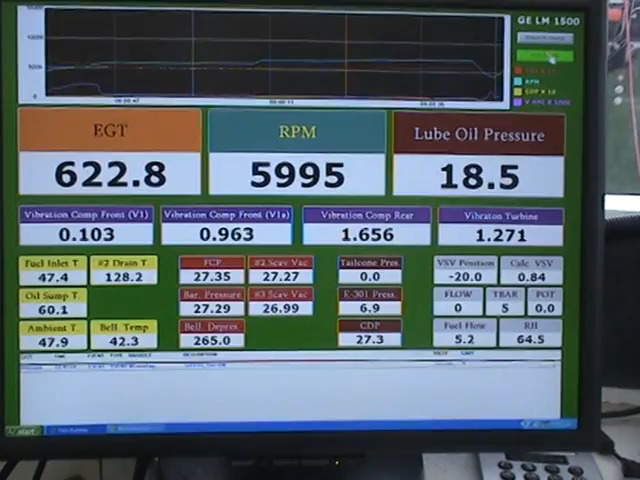 GE LM 1500
RPM
EGT RPM Lube Oil Pressure
622.8 5995 18.5
Vibration Comp Front (V1) Vibration Comp Front (V1a) Vibration Comp Rear Vibraton Turbine
0.103 0.963 1.656 1.271
Fuel Inlet T. #2 Drain T. FCP #2 Scav Vac Tailcone Pres. VSV Position Calc. VSV
47.4 128.2 27.35 27.27 0.0 -20.0 0.84
Oil Sump T. Bar. Pressure #3 Scav Vac E-301 Press. FLOW TBAR POT
60.1 27.29 26.99 6.9 0 5 0.0
Ambient T. Bell. Temp Bell. Depres. CDP Fuel Flow RH
47.9 42.3 265.0 27.3 5.2 64.5
start